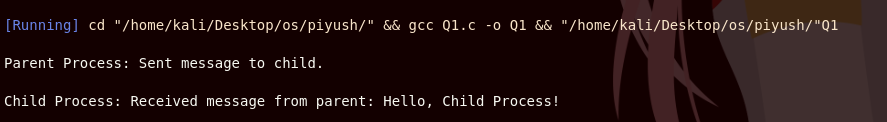 [Running] cd "/home/kali/Desktop/os/piyush/" && gcc Q1.c -o Q1 && "/home/kali/Desktop/os/piyush/"Q1
Parent Process: Sent message to child.
Child Process: Received message from parent: Hello, Child Process!